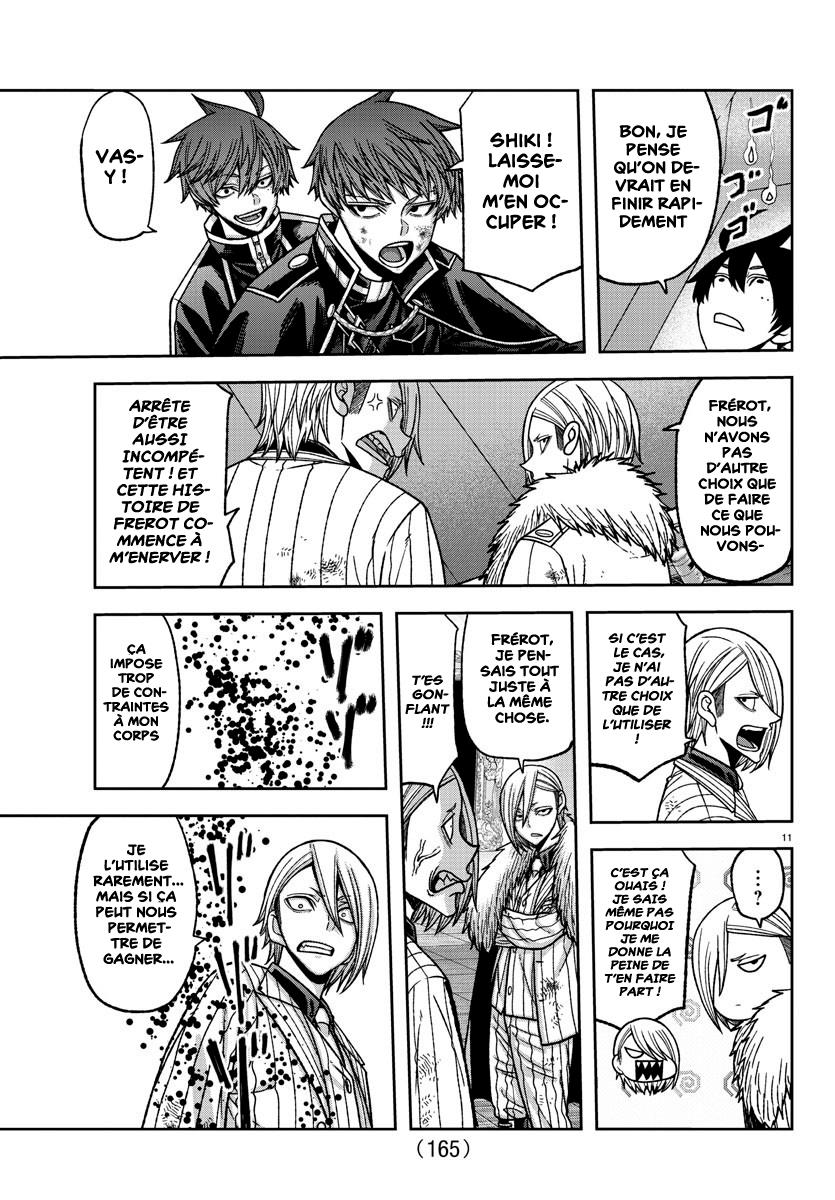 ゴゴゴ
BON, JE
PENSE
QU'ON DE-
VRAIT EN
FINIR RAPI-
DEMENT
SHIKI ! LAISSE-
MOI
M'EN OC-
CUPER !
VAS-
Y !
FRÉROT,
NOUS
N'AVONS
PAS
D'AUTRE
CHOIX QUE
DE FAIRE
CE QUE
NOUS POU-
VONS-
ARRÊTE
D'ÊTRE
AUSSI
INCOMPÉ-
TENT ! ET
CETTE HIS-
TOIRE DE
FREROT COM-
MENCE À
M'ENERVER !
SI C'EST
LE CAS,
JE N'AI
PAS D'AU-
TRE CHOIX
QUE DE
L'UTILISER
!
11
...?
C'EST ÇA
OUAIS !
JE SAIS
MÊME PAS
POURQUOI
JE ME
DONNE LA
PEINE DE
T'EN FAIRE
PART !
FRÉROT,
JE PEN-
SAIS TOUT
JUSTE À
LA MÊME
CHOSE.
T'ES
GON-
FLANT
!!!
ÇA
IMPOSE
TROP
DE CON-
TRAINTES
À MON
CORPS
JE
L'UTILISE
RAREMENT...
MAIS SI ÇA
PEUT NOUS
PERMET-
TRE DE
GAGNER...
(165)